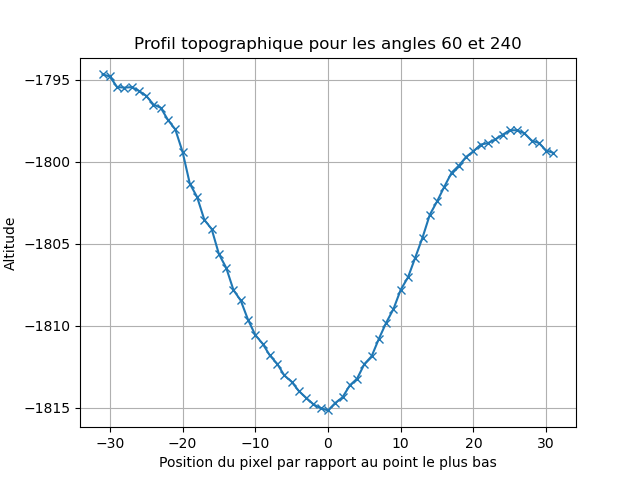 Profil topographique pour les angles 60 et 240
Altitude
−1795
−1800
−1805
−1810
−1815
−30 −20 −10 0 10 20 30
Position du pixel par rapport au point le plus bas